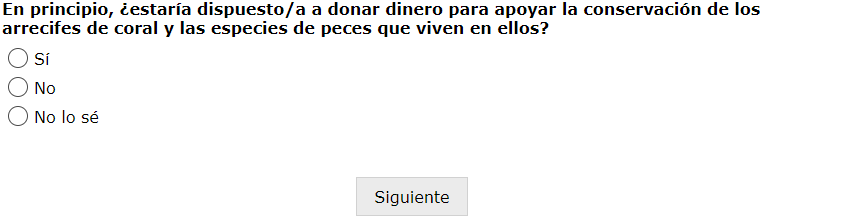 En principio, ¿estaría dispuesto/a a donar dinero para apoyar la conservación de los
arrecifes de coral y las especies de peces que viven en ellos?
Sí
No
No lo sé
Siguiente